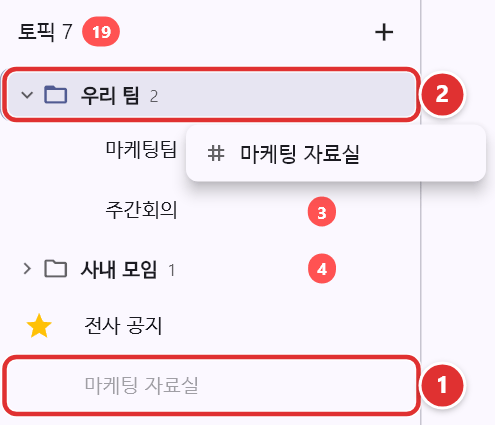 토픽 7 19 +
우리 팀 2 2
# 마케팅 자료실
마케팅팀
주간회의 3
사내 모임 1 4
전사 공지
마케팅 자료실 1